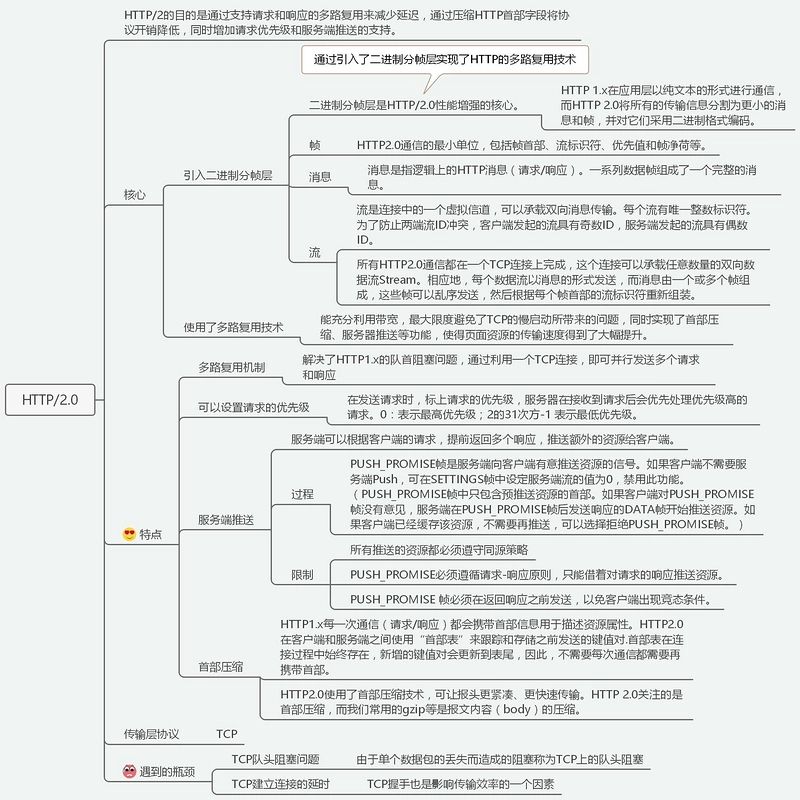 HTTP/2的目的是通过支持请求和响应的多路复用来减少延迟，通过压缩HTTP首部字段将协
议开销降低，同时增加请求优先级和服务端推送的支持。
通过引入了二进制分帧层实现了HTTP的多路复用技术
二进制分帧层是HTTP/2.0性能增强的核心。
HTTP 1.x在应用层以纯文本的形式进行通信，
而HTTP 2.0将所有的传输信息分割为更小的消
息和帧，并对它们采用二进制格式编码。
帧
HTTP2.0通信的最小单位，包括帧首部、流标识符、优先值和帧净荷等。
引入二进制分帧层
消息
消息是指逻辑上的HTTP消息（请求/响应）。一系列数据帧组成了一个完整的消
息。
核心
流
流是连接中的一个虚拟信道，可以承载双向消息传输。每个流有唯一整数标识符。
为了防止两端流ID冲突，客户端发起的流具有奇数ID，服务端发起的流具有偶数
ID。
所有HTTP2.0通信都在一个TCP连接上完成，这个连接可以承载任意数量的双向数
据流Stream。相应地，每个数据流以消息的形式发送，而消息由一个或多个帧组
成，这些帧可以乱序发送，然后根据每个帧首部的流标识符重新组装。
使用了多路复用技术
能充分利用带宽，最大限度避免了TCP的慢启动所带来的问题，同时实现了首部压
缩、服务器推送等功能，使得页面资源的传输速度得到了大幅提升。
HTTP/2.0
多路复用机制
解决了HTTP1.x的队首阻塞问题，通过利用一个TCP连接，即可并行发送多个请求
和响应
可以设置请求的优先级
在发送请求时，标上请求的优先级，服务器在接收到请求后会优先处理优先级高的
请求。0：表示最高优先级；2的31次方-1 表示最低优先级。
服务端可以根据客户端的请求，提前返回多个响应，推送额外的资源给客户端。
过程
PUSH_PROMISE帧是服务端向客户端有意推送资源的信号。如果客户端不需要服
务端Push，可在SETTINGS帧中设定服务端流的值为0，禁用此功能。
（PUSH_PROMISE帧中只包含预推送资源的首部。如果客户端对PUSH_PROMISE
帧没有意见，服务端在PUSH_PROMISE帧后发送响应的DATA帧开始推送资源。如
果客户端已经缓存该资源，不需要再推送，可以选择拒绝PUSH_PROMISE帧。）
服务端推送
特点
所有推送的资源都必须遵守同源策略
限制
PUSH_PROMISE必须遵循请求-响应原则，只能借着对请求的响应推送资源。
PUSH_PROMISE 帧必须在返回响应之前发送，以免客户端出现竞态条件。
首部压缩
HTTP1.x每一次通信（请求/响应）都会携带首部信息用于描述资源属性。HTTP2.0
在客户端和服务端之间使用“首部表”来跟踪和存储之前发送的键值对.首部表在连
接过程中始终存在，新增的键值对会更新到表尾，因此，不需要每次通信都需要再
携带首部。
HTTP2.0使用了首部压缩技术，可让报头更紧凑、更快速传输。HTTP 2.0关注的是
首部压缩，而我们常用的gzip等是报文内容（body）的压缩。
传输层协议
TCP
遇到的瓶颈
TCP队头阻塞问题
由于单个数据包的丢失而造成的阻塞称为TCP上的队头阻塞
TCP建立连接的延时
TCP握手也是影响传输效率的一个因素